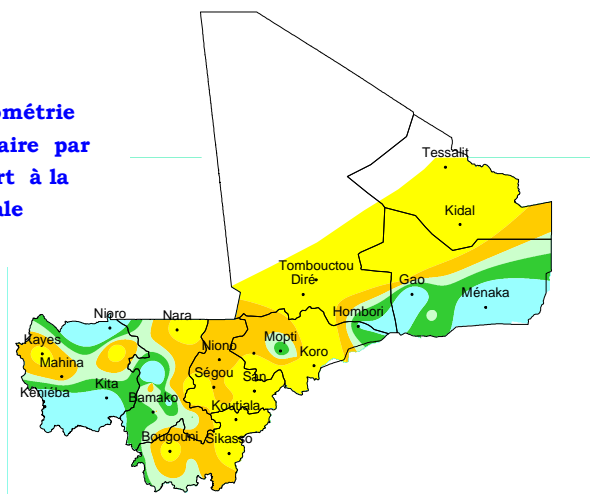 ométrie
aire par
rt à la
ale
Tessalit
Kidal
Tombouctou
Diré
Gao
Ménaka
Hombori
Nioro
Nara
Kayes
Niono
Mopti
Koro
Mahina
Ségou
San
Kéniéba
Kita
Bamako
Koutiala
Bougouni
Sikasso